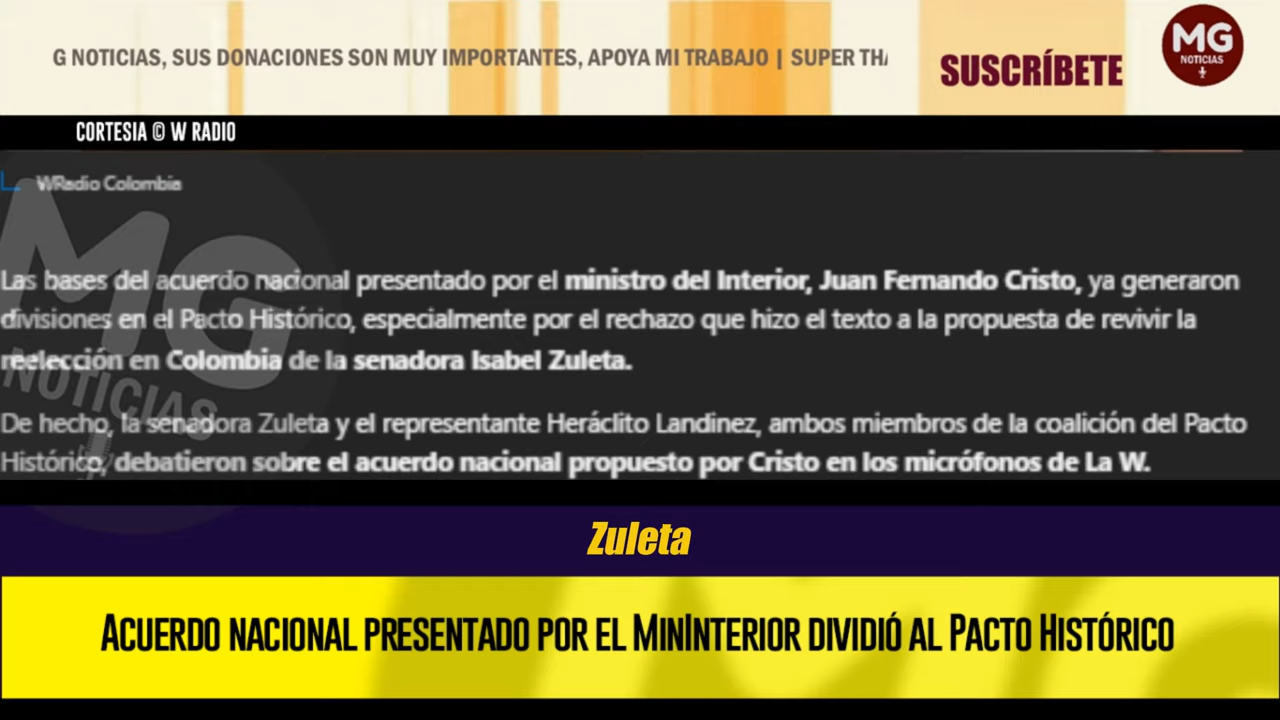 G NOTICIAS, SUS DONACIONES SON MUY IMPORTANTES, APOYA MI TRABAJO | SUPER THA
SUSCRÍBETE
MG
NOTICIAS
CORTESIA © W RADIO
WRadio Colombia
Las bases del acuerdo nacional presentado por el ministro del Interior, Juan Fernando Cristo, ya generaron
divisiones en el Pacto Histórico, especialmente por el rechazo que hizo el texto a la propuesta de revivir la
reelección en Colombia de la senadora Isabel Zuleta.
De hecho, la senadora Zuleta y el representante Heráclito Landinez, ambos miembros de la coalición del Pacto
Histórico, debatieron sobre el acuerdo nacional propuesto por Cristo en los micrófonos de La W.
MG
NOTICIAS
Zuleta
ACUERDO NACIONAL PRESENTADO POR EL MININTERIOR DIVIDIÓ AL PACTO HISTÓRICO